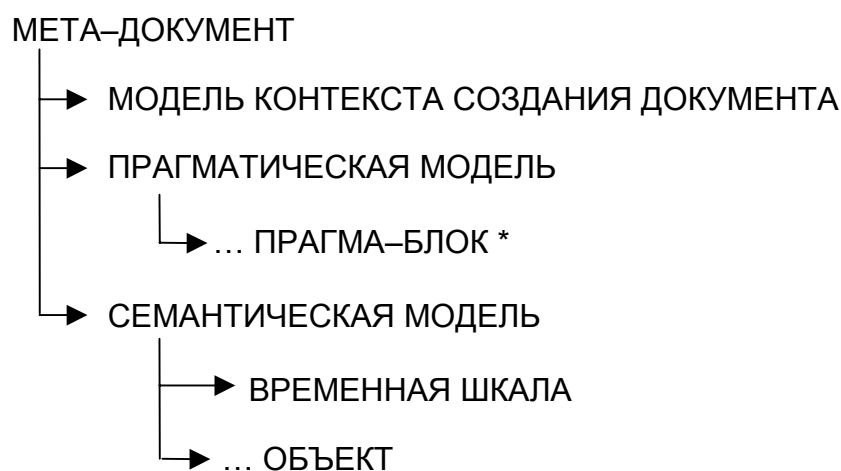 МЕТА–ДОКУМЕНТ
МОДЕЛЬ КОНТЕКСТА СОЗДАНИЯ ДОКУМЕНТА
ПРАГМАТИЧЕСКАЯ МОДЕЛЬ
… ПРАГМА–БЛОК *
СЕМАНТИЧЕСКАЯ МОДЕЛЬ
ВРЕМЕННАЯ ШКАЛА
… ОБЪЕКТ